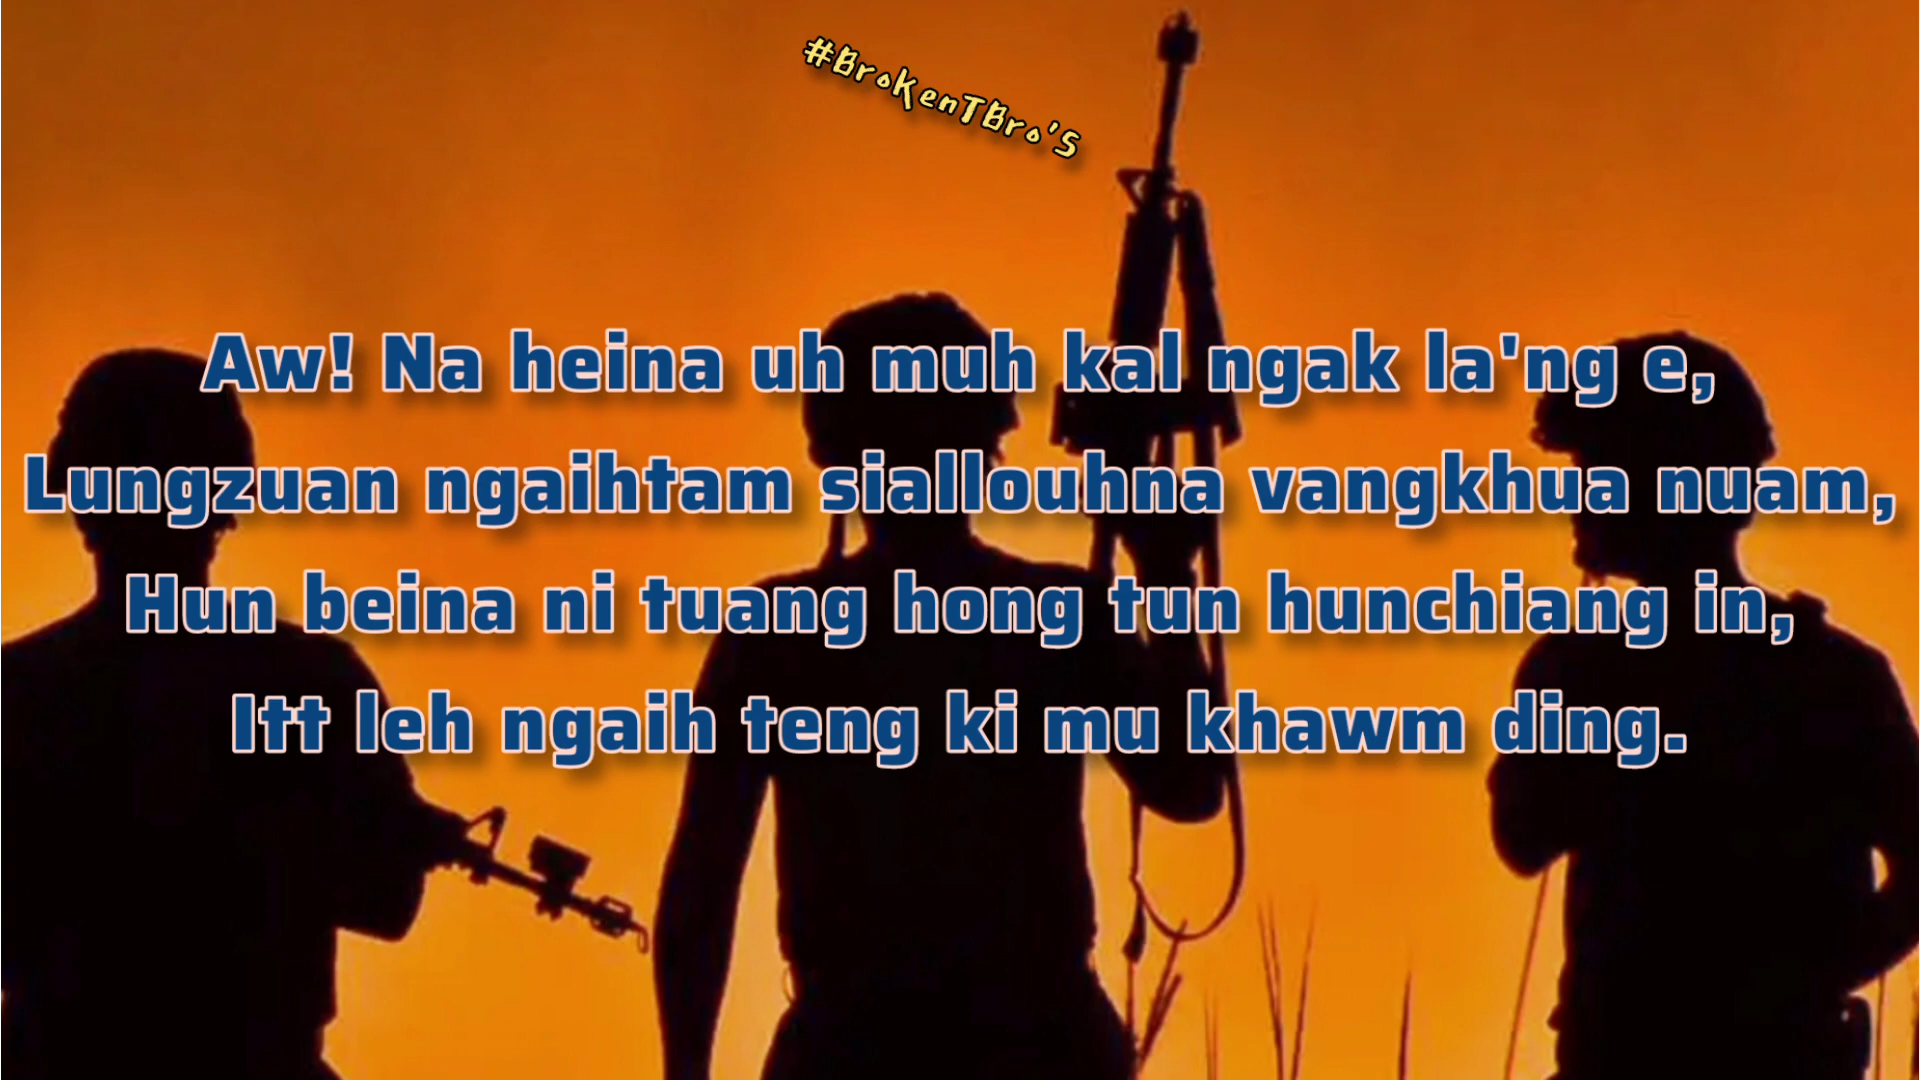 #BroKenTBro'S
Aw! Na heina uh muh kal ngak la'ng e,
Lungzuan ngaihtam siallouhna vangkhua nuam,
Hun beina ni tuang hong tun hunchiang in,
Itt leh ngaih teng ki mu khawm ding.